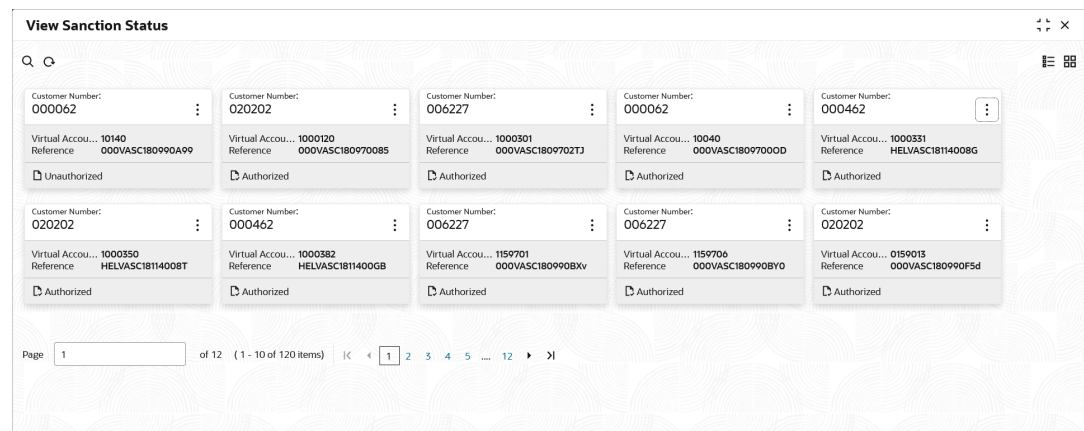 View Sanction Status
Customer Number:
000062
Virtual Accou... 10140
Reference 000VASC180990A99
Unauthorized
Customer Number:
020202
Virtual Accou... 1000120
Reference 000VASC180970085
Authorized
Customer Number:
006227
Virtual Accou... 1000301
Reference 000VASC1809702TJ
Authorized
Customer Number:
000062
Virtual Accou... 10040
Reference 000VASC1809700OD
Authorized
Customer Number:
000462
Virtual Accou... 1000331
Reference HELVASC18114008G
Authorized
Customer Number:
020202
Virtual Accou... 1000350
Reference HELVASC18114008T
Authorized
Customer Number:
000462
Virtual Accou... 1000382
Reference HELVASC1811400GB
Authorized
Customer Number:
006227
Virtual Accou... 1159701
Reference 000VASC180990BXv
Authorized
Customer Number:
006227
Virtual Accou... 1159706
Reference 000VASC180990BY0
Authorized
Customer Number:
020202
Virtual Accou... 0159013
Reference 000VASC180990F5d
Authorized
Page 1 of 12 ( 1 - 10 of 120 items) 1 2 3 4 5 .... 12